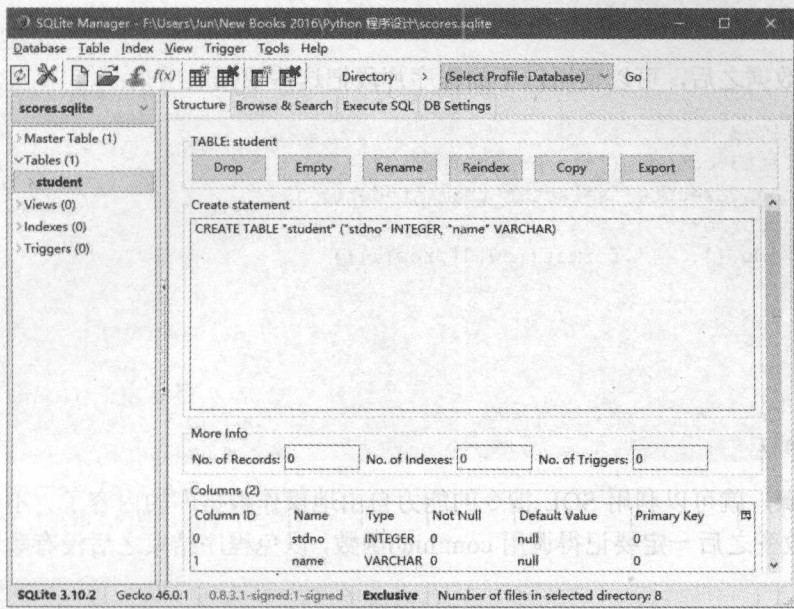 SQLite Manager - F:\Users\Jun\New Books 2016\Python 程序设计\scores.sqlite
Database Table Index View Trigger Tools Help
f(x) Directory > (Select Profile Database) Go
scores.sqlite
Structure Browse & Search Execute SQL DB Settings
Master Table (1)
Tables (1)
student
Views (0)
Indexes (0)
Triggers (0)
TABLE: student
Drop Empty Rename Reindex Copy Export
Create statement
CREATE TABLE "student" ("stdno" INTEGER, "name" VARCHAR)
More Info
No. of Records: 0 No. of Indexes: 0 No. of Triggers: 0
Columns (2)
Column ID Name Type Not Null Default Value Primary Key
0 stdno INTEGER null 0
1 name VARCHAR 0 null 0
SQLite 3.10.2 Gecko 46.0.1 0.8.3.1-signed.1-signed Exclusive Number of files in selected directory: 8